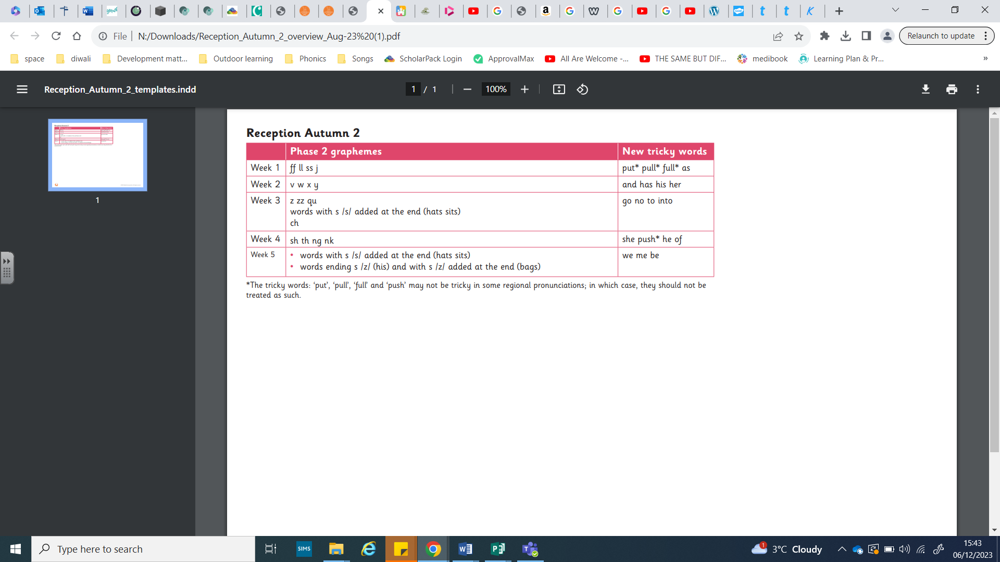 File N:/Downloads/Reception_Autumn_2_overview_Aug-23%20(1).pdf
Relaunch to update
space diwali Development matt... Outdoor learning Phonics Songs ScholarPack Login ApprovalMax All Are Welcome -... THE SAME BUT DIF... medibook Learning Plan & Pr... »
Reception_Autumn_2_templates.indd 1 / 1 100%
1
Reception Autumn 2
Phase 2 graphemes New tricky words
Week 1 ff ll ss j put* pull* full* as
Week 2 v w x y and has his her
Week 3 z zz qu go no to into
words with s /s/ added at the end (hats sits)
ch
Week 4 sh th ng nk she push* he of
Week 5 • words with s /s/ added at the end (hats sits) we me be
• words ending s /z/ (his) and with s /z/ added at the end (bags)
*The tricky words: ‘put’, ‘pull’, ‘full’ and ‘push’ may not be tricky in some regional pronunciations; in which case, they should not be
treated as such.
Type here to search SIMS 1 3°C Cloudy 15:43
06/12/2023